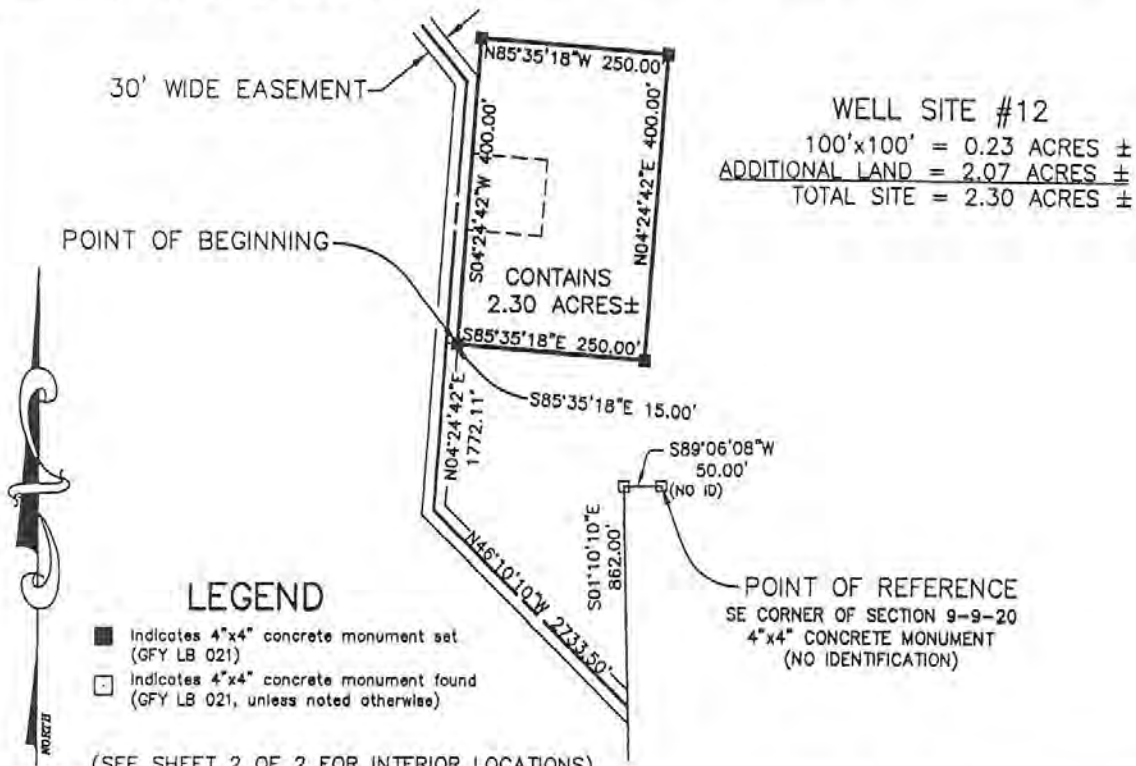 30' WIDE EASEMENT
N85°35'18"W 250.00'
S04°24'42"W 400.00'
N04°24'42"E 400.00'
WELL SITE #12
100'x100' = 0.23 ACRES ±
ADDITIONAL LAND = 2.07 ACRES ±
TOTAL SITE = 2.30 ACRES ±
POINT OF BEGINNING
CONTAINS
2.30 ACRES±
S85°35'18"E 250.00'
S85°35'18"E 15.00'
N04°24'42"E
1772.11"
S89°06'08"W
50.00'
(NO ID)
S01°10'10"E
862.00'
N46°10'10"W 2733.50'
POINT OF REFERENCE
SE CORNER OF SECTION 9-9-20
4"x4" CONCRETE MONUMENT
(NO IDENTIFICATION)
LEGEND
Indicates 4"x4" concrete monument set
(GFY LB 021)
Indicates 4"x4" concrete monument found
(GFY LB 021, unless noted otherwise)
NORTH
(SEE SHEET 2 OF 2 FOR INTERIOR LOCATIONS)